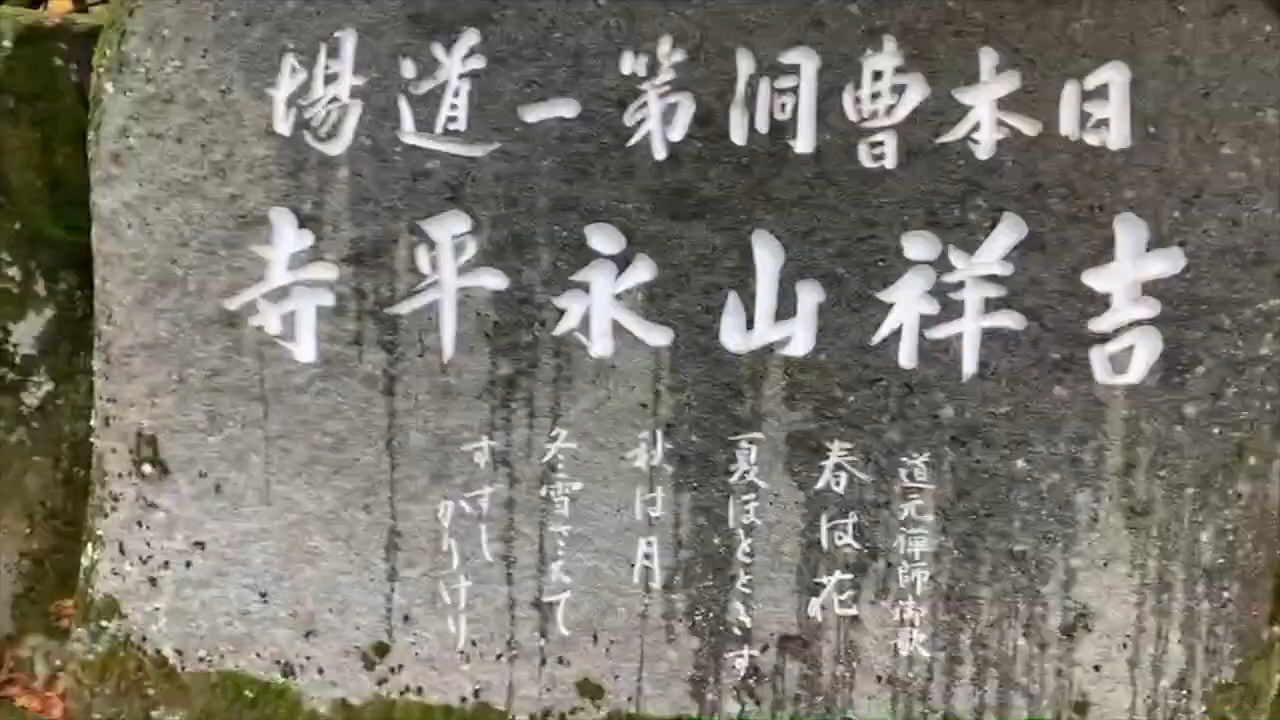 日本曹洞第一道場
吉祥山永平寺
道元禅師御歌
春は花
夏ほとゝぎす
秋は月
冬雪さえて
すゞし
かりけり